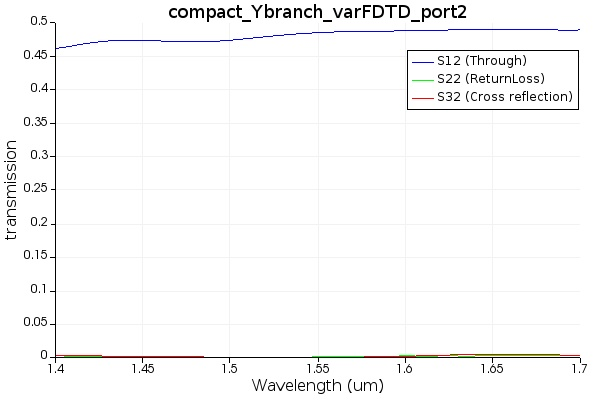 compact_Ybranch_varFDTD_port2
0.5
0.45
0.4
0.35
0.3
0.25
0.2
0.15
0.1
0.05
0
transmission
S12 (Through)
S22 (ReturnLoss)
S32 (Cross reflection)
1.4 1.45 1.5 1.55 1.6 1.65 1.7
Wavelength (um)